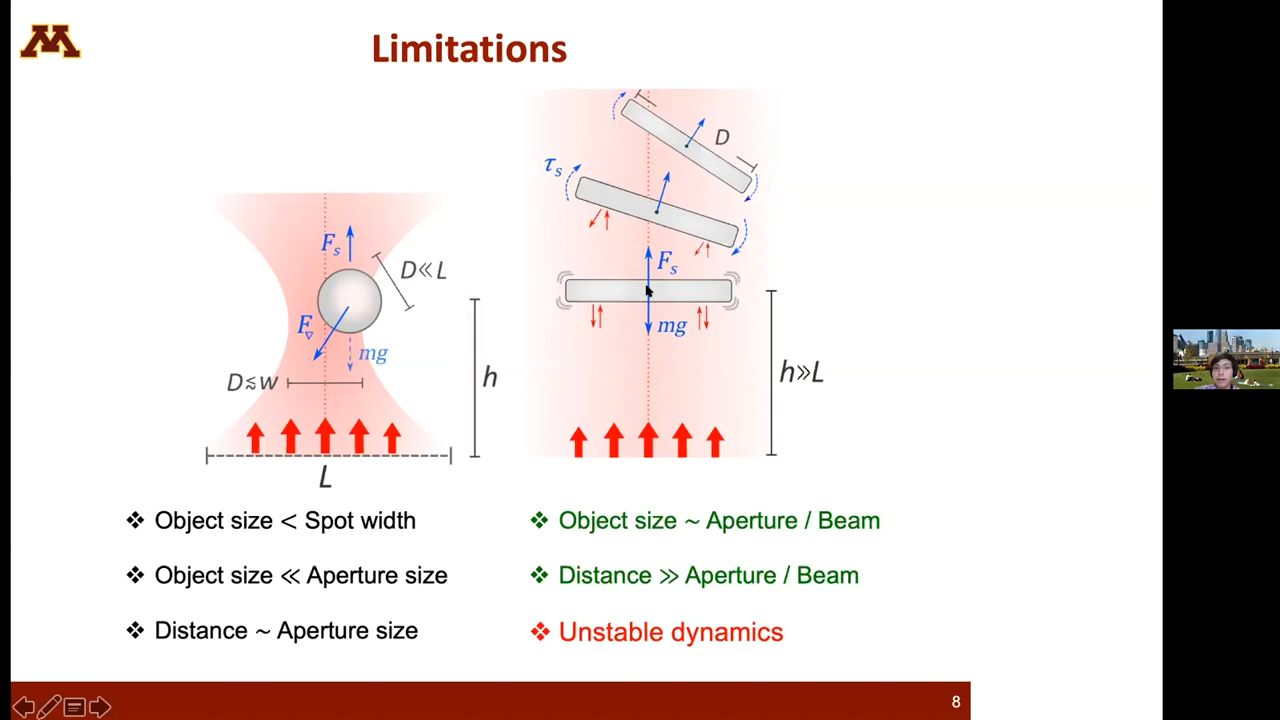 M
Limitations
D
τs
Fs
D≪L
F∇
mg
D≲w
h
L
Fs
mg
h≫L
❖ Object size < Spot width
❖ Object size ≪ Aperture size
❖ Distance ~ Aperture size
❖ Object size ~ Aperture / Beam
❖ Distance ≫ Aperture / Beam
❖ Unstable dynamics
8